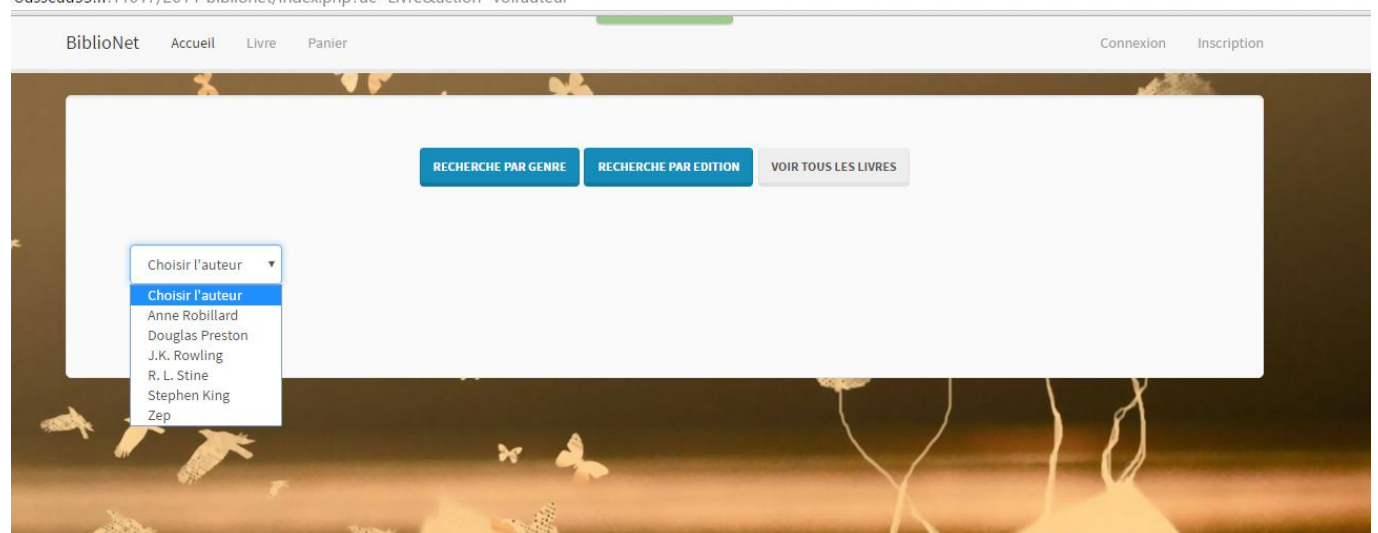 BiblioNet Accueil Livre Panier Connexion Inscription
RECHERCHE PAR GENRE RECHERCHE PAR EDITION VOIR TOUS LES LIVRES
Choisir l'auteur
Choisir l'auteur
Anne Robillard
Douglas Preston
J.K. Rowling
R. L. Stine
Stephen King
Zep